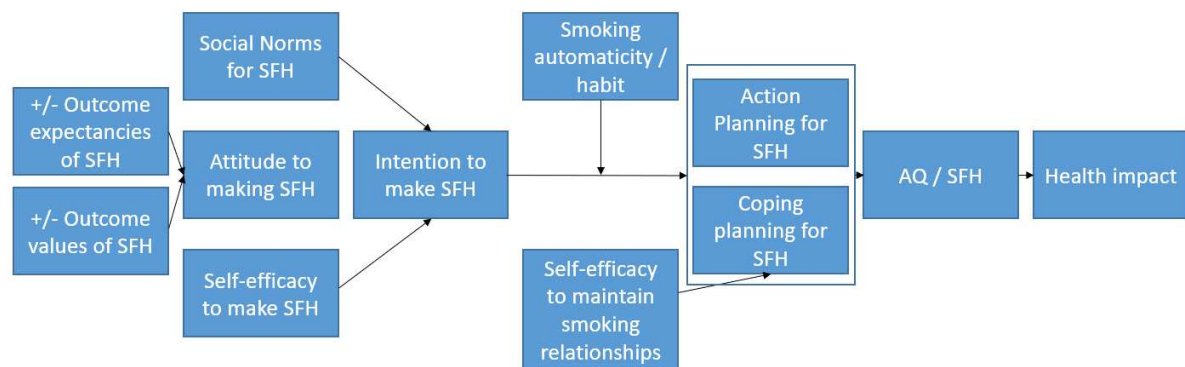 +/- Outcome
expectancies
of SFH
+/- Outcome
values of SFH
Social Norms
for SFH
Attitude to
making SFH
Self-efficacy
to make SFH
Intention to
make SFH
Smoking
automaticity /
habit
Self-efficacy
to maintain
smoking
relationships
Action
Planning for
SFH
Coping
planning for
SFH
AQ / SFH
Health impact